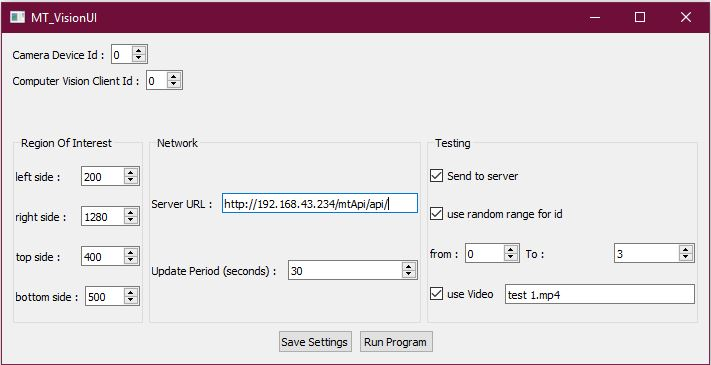 MT_VisionUI
Camera Device Id : 0
Computer Vision Client Id : 0
Region Of Interest
left side : 200
right side : 1280
top side : 400
bottom side : 500
Network
Server URL : http://192.168.43.234/mtApi/api/
Update Period (seconds) : 30
Testing
Send to server
use random range for id
from : 0 To : 3
use Video test 1.mp4
Save Settings Run Program